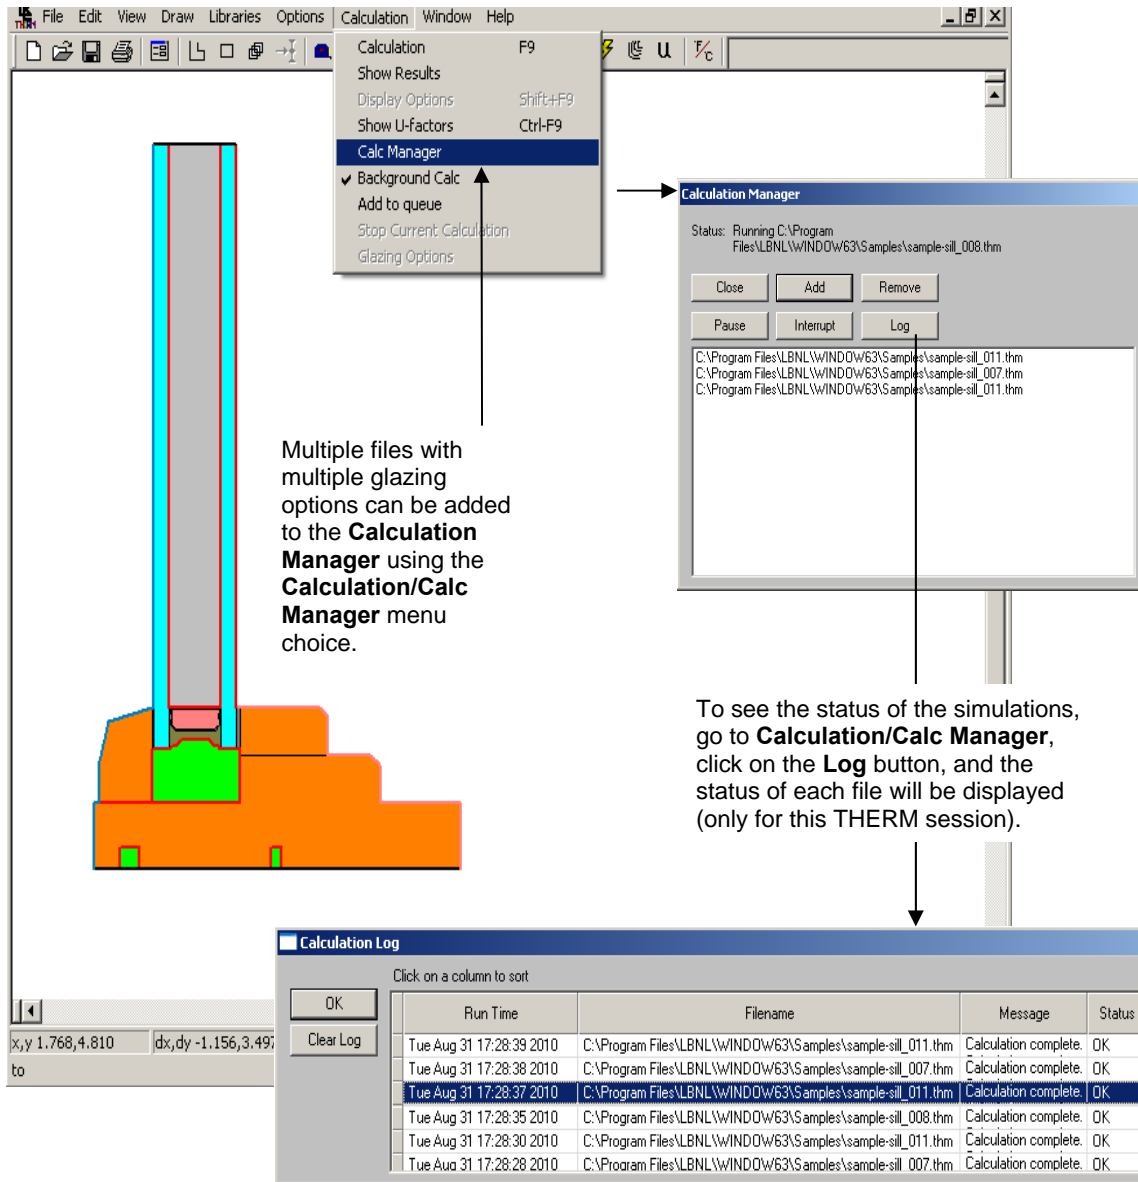 File Edit View Draw Libraries Options Calculation Window Help
Calculation F9
Show Results
Display Options Shift+F9
Show U-factors Ctrl-F9
Calc Manager
Background Calc
Add to queue
Stop Current Calculation
Glazing Options
Calculation Manager
Status: Running C:\Program
Files\LBNL\WINDOW63\Samples\sample-sill_008.thm
Close Add Remove
Pause Interrupt Log
C:\Program Files\LBNL\WINDOW63\Samples\sample-sill_011.thm
C:\Program Files\LBNL\WINDOW63\Samples\sample-sill_007.thm
C:\Program Files\LBNL\WINDOW63\Samples\sample-sill_011.thm
Multiple files with
multiple glazing
options can be added
to the Calculation
Manager using the
Calculation/Calc
Manager menu
choice.
To see the status of the simulations,
go to Calculation/Calc Manager,
click on the Log button, and the
status of each file will be displayed
(only for this THERM session).
x,y 1.768,4.810 dx,dy -1.156,3.497
to
Calculation Log
Click on a column to sort
OK
Clear Log
Run Time Filename Message Status
Tue Aug 31 17:28:39 2010 C:\Program Files\LBNL\WINDOW63\Samples\sample-sill_011.thm Calculation complete. OK
Tue Aug 31 17:28:38 2010 C:\Program Files\LBNL\WINDOW63\Samples\sample-sill_007.thm Calculation complete. OK
Tue Aug 31 17:28:37 2010 C:\Program Files\LBNL\WINDOW63\Samples\sample-sill_011.thm Calculation complete. OK
Tue Aug 31 17:28:35 2010 C:\Program Files\LBNL\WINDOW63\Samples\sample-sill_008.thm Calculation complete. OK
Tue Aug 31 17:28:30 2010 C:\Program Files\LBNL\WINDOW63\Samples\sample-sill_011.thm Calculation complete. OK
Tue Aug 31 17:28:28 2010 C:\Program Files\LBNL\WINDOW63\Samples\sample-sill_007.thm Calculation complete. OK